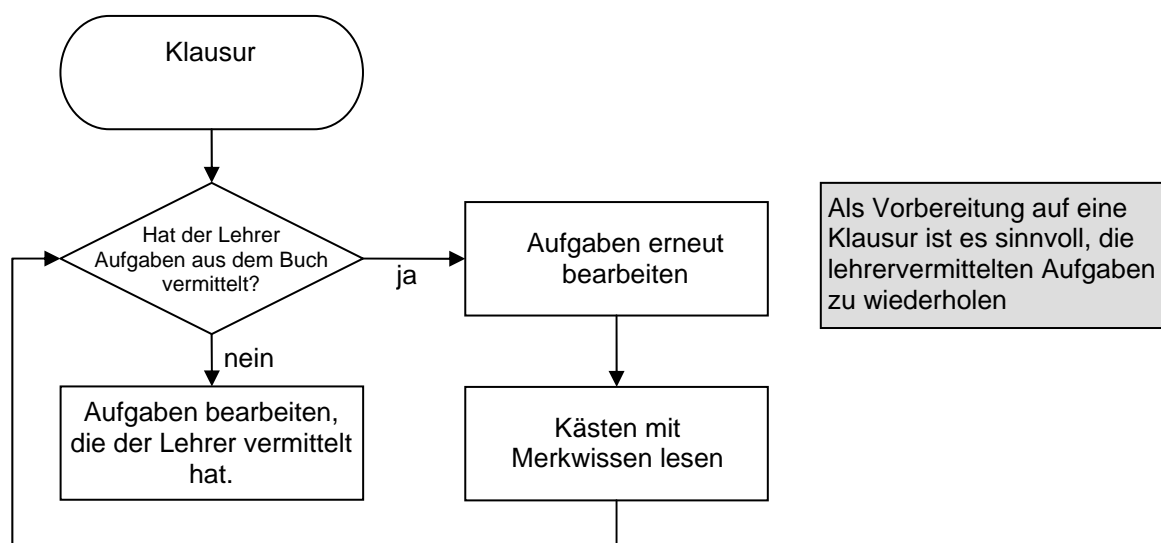 Klausur
Hat der Lehrer
Aufgaben aus dem Buch
vermittelt?
ja
Aufgaben erneut
bearbeiten
Als Vorbereitung auf eine
Klausur ist es sinnvoll, die
lehrervermittelten Aufgaben
zu wiederholen
nein
Aufgaben bearbeiten,
die der Lehrer vermittelt
hat.
Kästen mit
Merkwissen lesen